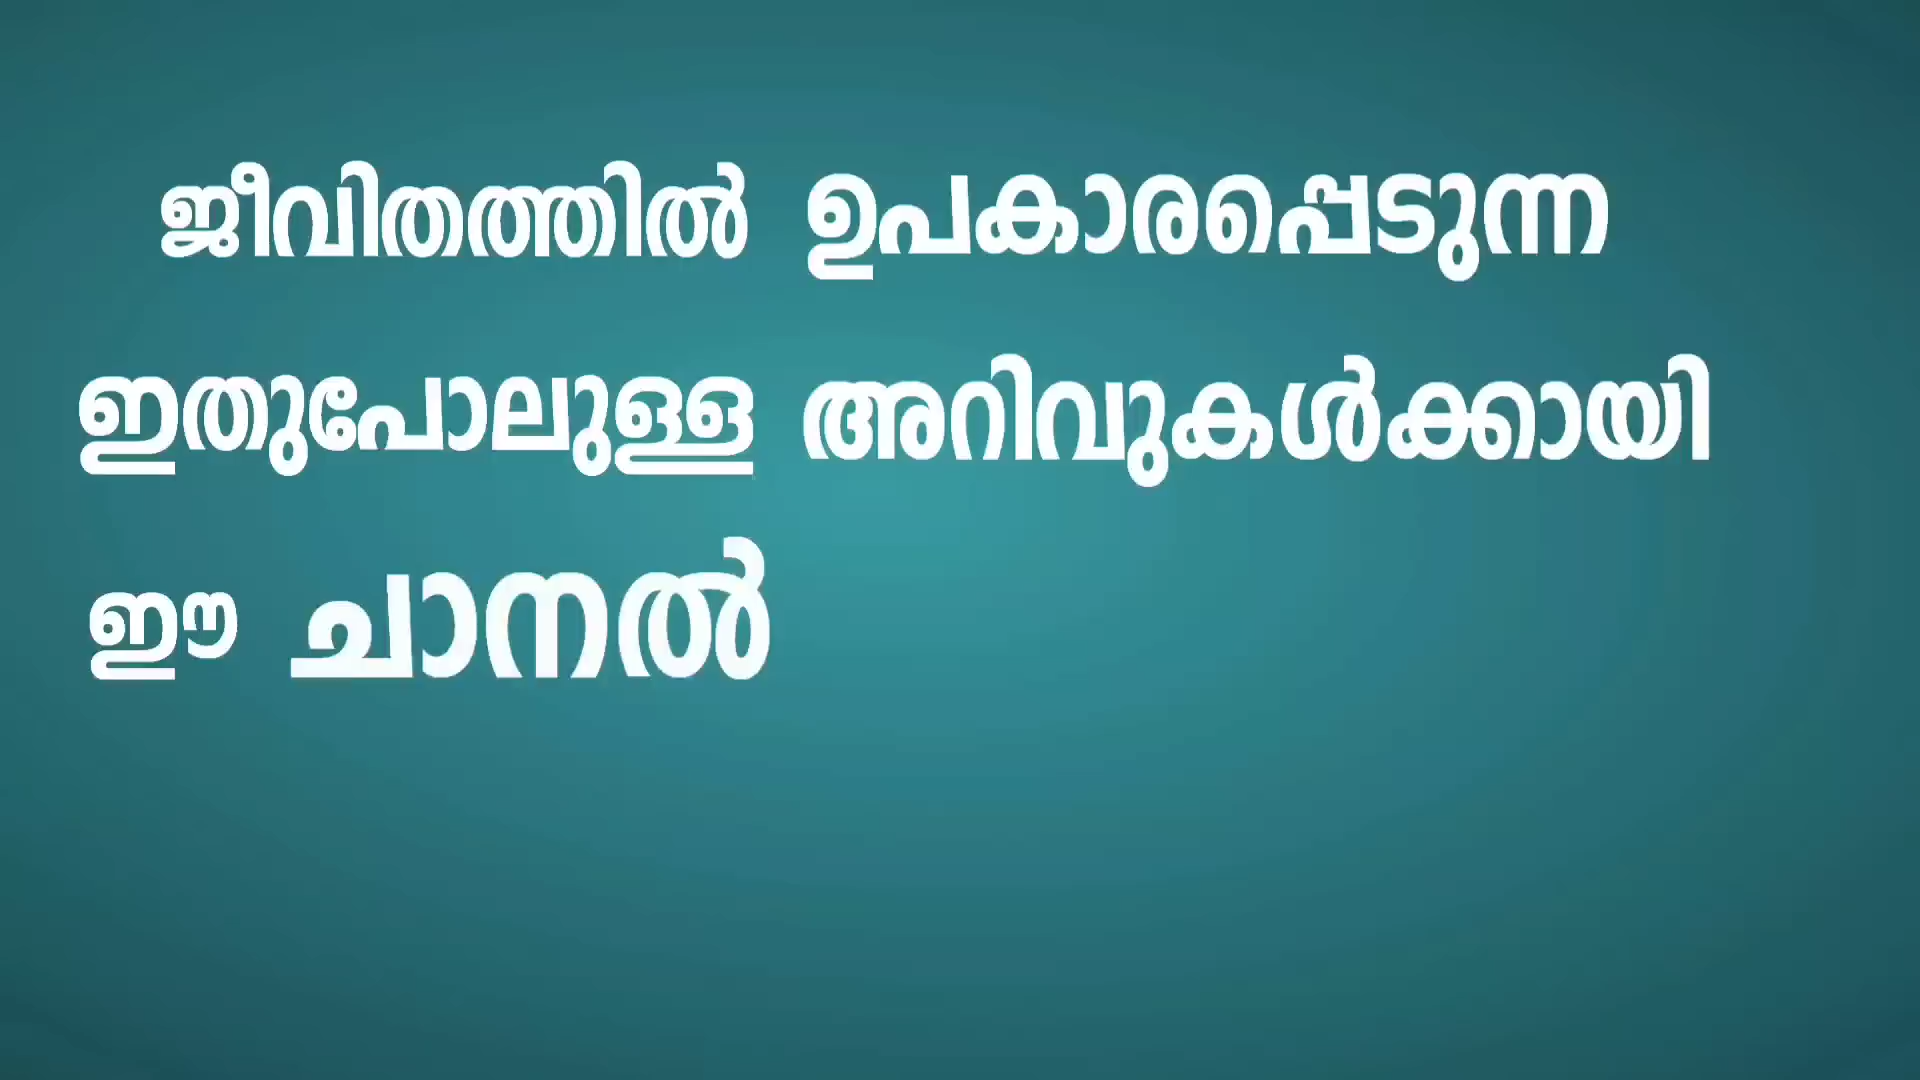 ജീവിതത്തിൽ ഉപകാരപ്പെടുന്ന
ഇതുപോലുള്ള അറിവുകൾക്കായി
ഈ ചാനൽ